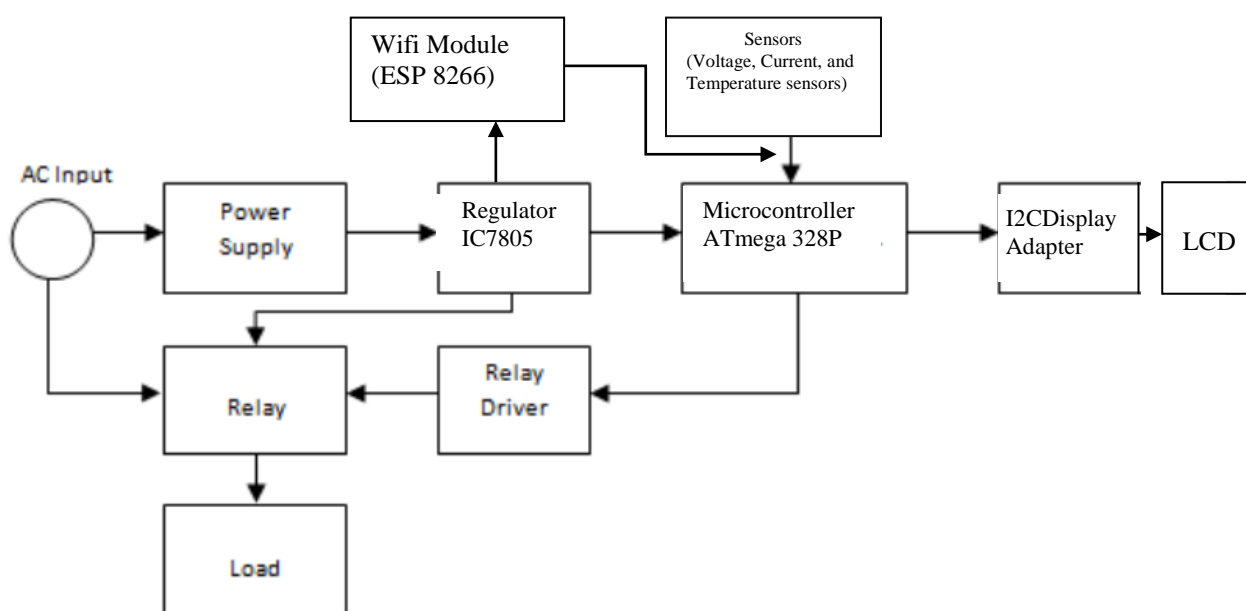 Wifi Module
(ESP 8266)
Sensors
(Voltage, Current, and
Temperature sensors)
AC Input
Power
Supply
Regulator
IC7805
Microcontroller
ATmega 328P
I2CDisplay
Adapter
LCD
Relay
Relay
Driver
Load